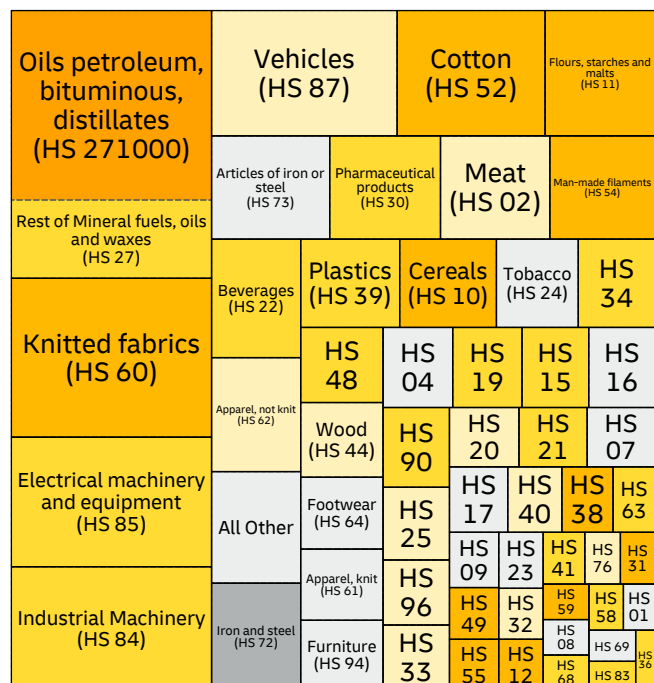 Oils petroleum,
bituminous,
distillates
(HS 271000)
Rest of Mineral fuels, oils
and waxes
(HS 27)
Knitted fabrics
(HS 60)
Electrical machinery
and equipment
(HS 85)
Industrial Machinery
(HS 84)
Vehicles
(HS 87)
Cotton
(HS 52)
Flours, starches and
malts
(HS 11)
Articles of iron or
steel
(HS 73)
Pharmaceutical
products
(HS 30)
Meat
(HS 02)
Man-made filaments
(HS 54)
Beverages
(HS 22)
Apparel, not knit
(HS 62)
All Other
Iron and steel
(HS 72)
Plastics
(HS 39)
Cereals
(HS 10)
Tobacco
(HS 24)
HS
34
HS
48
HS
04
HS
19
HS
15
HS
16
Wood
(HS 44)
Footwear
(HS 64)
Apparel, knit
(HS 61)
Furniture
(HS 94)
HS
90
HS
25
HS
96
HS
33
HS
20
HS
21
HS
07
HS
17
HS
40
HS
38
HS
63
HS
09
HS
23
HS
41
HS
76
HS
31
HS
49
HS
32
HS
55
HS
12
HS
59
HS
08
HS
68
HS
58
HS
01
HS 69
HS 83
HS
36